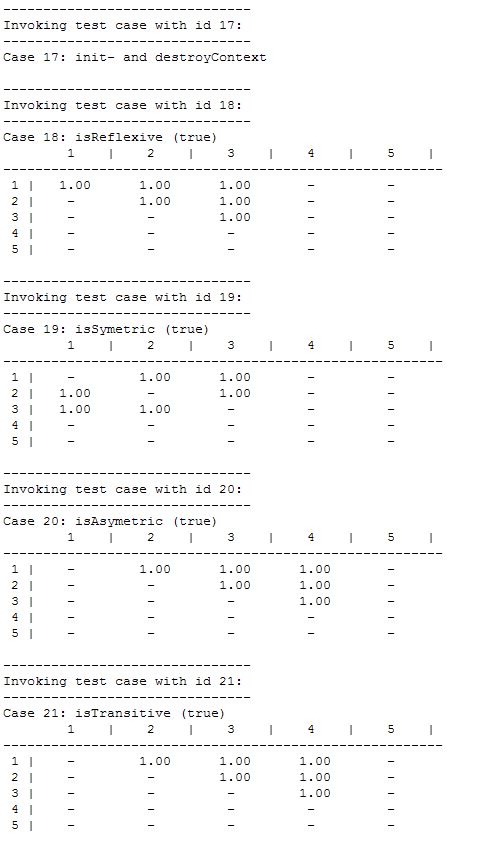 -------------------------------
Invoking test case with id 17:
-------------------------------
Case 17: init- and destroyContext
-------------------------------
Invoking test case with id 18:
-------------------------------
Case 18: isReflexive (true)
        1    |    2    |    3    |    4    |    5    |
-------------------------------------------------------
 1 |   1.00      1.00      1.00       -         -
 2 |    -        1.00      1.00       -         -
 3 |    -         -        1.00       -         -
 4 |    -         -         -         -         -
 5 |    -         -         -         -         -
-------------------------------
Invoking test case with id 19:
-------------------------------
Case 19: isSymetric (true)
        1    |    2    |    3    |    4    |    5    |
-------------------------------------------------------
 1 |    -        1.00      1.00       -         -
 2 |   1.00       -        1.00       -         -
 3 |   1.00      1.00       -         -         -
 4 |    -         -         -         -         -
 5 |    -         -         -         -         -
-------------------------------
Invoking test case with id 20:
-------------------------------
Case 20: isAsymetric (true)
        1    |    2    |    3    |    4    |    5    |
-------------------------------------------------------
 1 |    -        1.00      1.00      1.00       -
 2 |    -         -        1.00      1.00       -
 3 |    -         -         -        1.00       -
 4 |    -         -         -         -         -
 5 |    -         -         -         -         -
-------------------------------
Invoking test case with id 21:
-------------------------------
Case 21: isTransitive (true)
        1    |    2    |    3    |    4    |    5    |
-------------------------------------------------------
 1 |    -        1.00      1.00      1.00       -
 2 |    -         -        1.00      1.00       -
 3 |    -         -         -        1.00       -
 4 |    -         -         -         -         -
 5 |    -         -         -         -         -